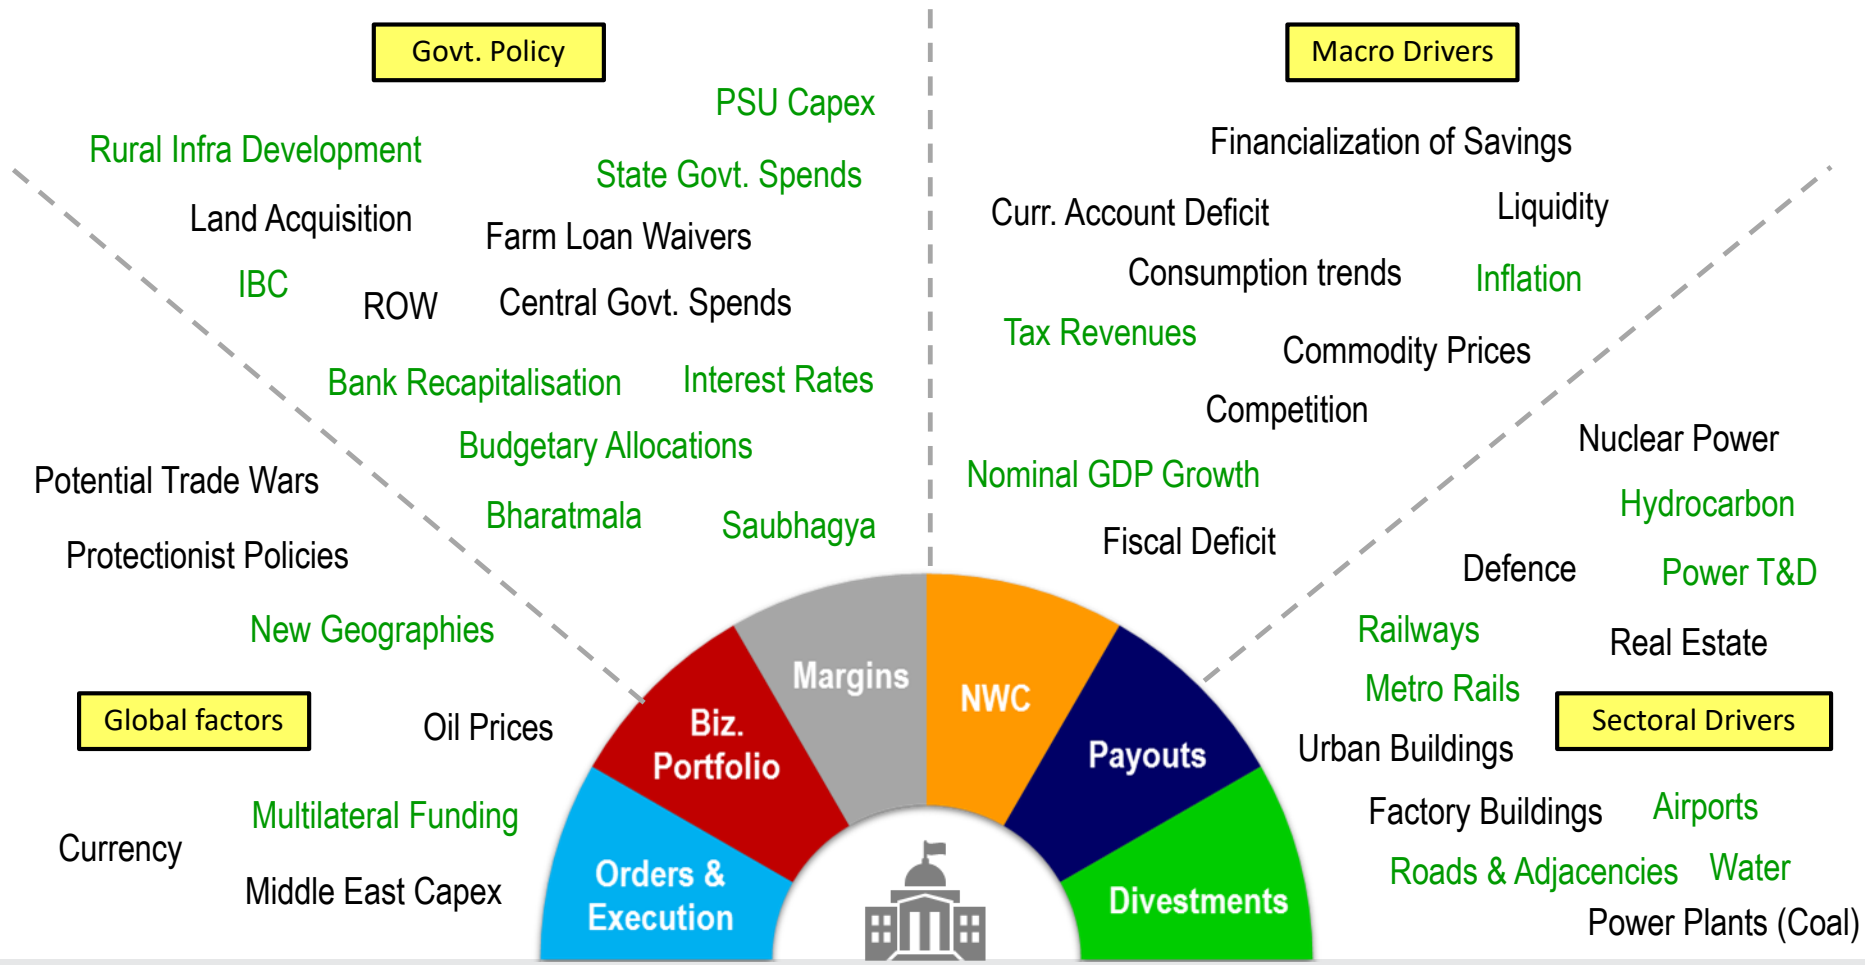 Govt. Policy
PSU Capex
Rural Infra Development
State Govt. Spends
Land Acquisition
Farm Loan Waivers
IBC
ROW
Central Govt. Spends
Bank Recapitalisation
Interest Rates
Budgetary Allocations
Bharatmala
Saubhagya
Macro Drivers
Financialization of Savings
Curr. Account Deficit
Liquidity
Consumption trends
Inflation
Tax Revenues
Commodity Prices
Competition
Nominal GDP Growth
Fiscal Deficit
Potential Trade Wars
Protectionist Policies
New Geographies
Global factors
Oil Prices
Multilateral Funding
Currency
Middle East Capex
Nuclear Power
Hydrocarbon
Defence
Power T&D
Railways
Real Estate
Metro Rails
Sectoral Drivers
Urban Buildings
Factory Buildings
Airports
Roads & Adjacencies
Water
Power Plants (Coal)
Orders &
Execution
Biz.
Portfolio
Margins
NWC
Payouts
Divestments